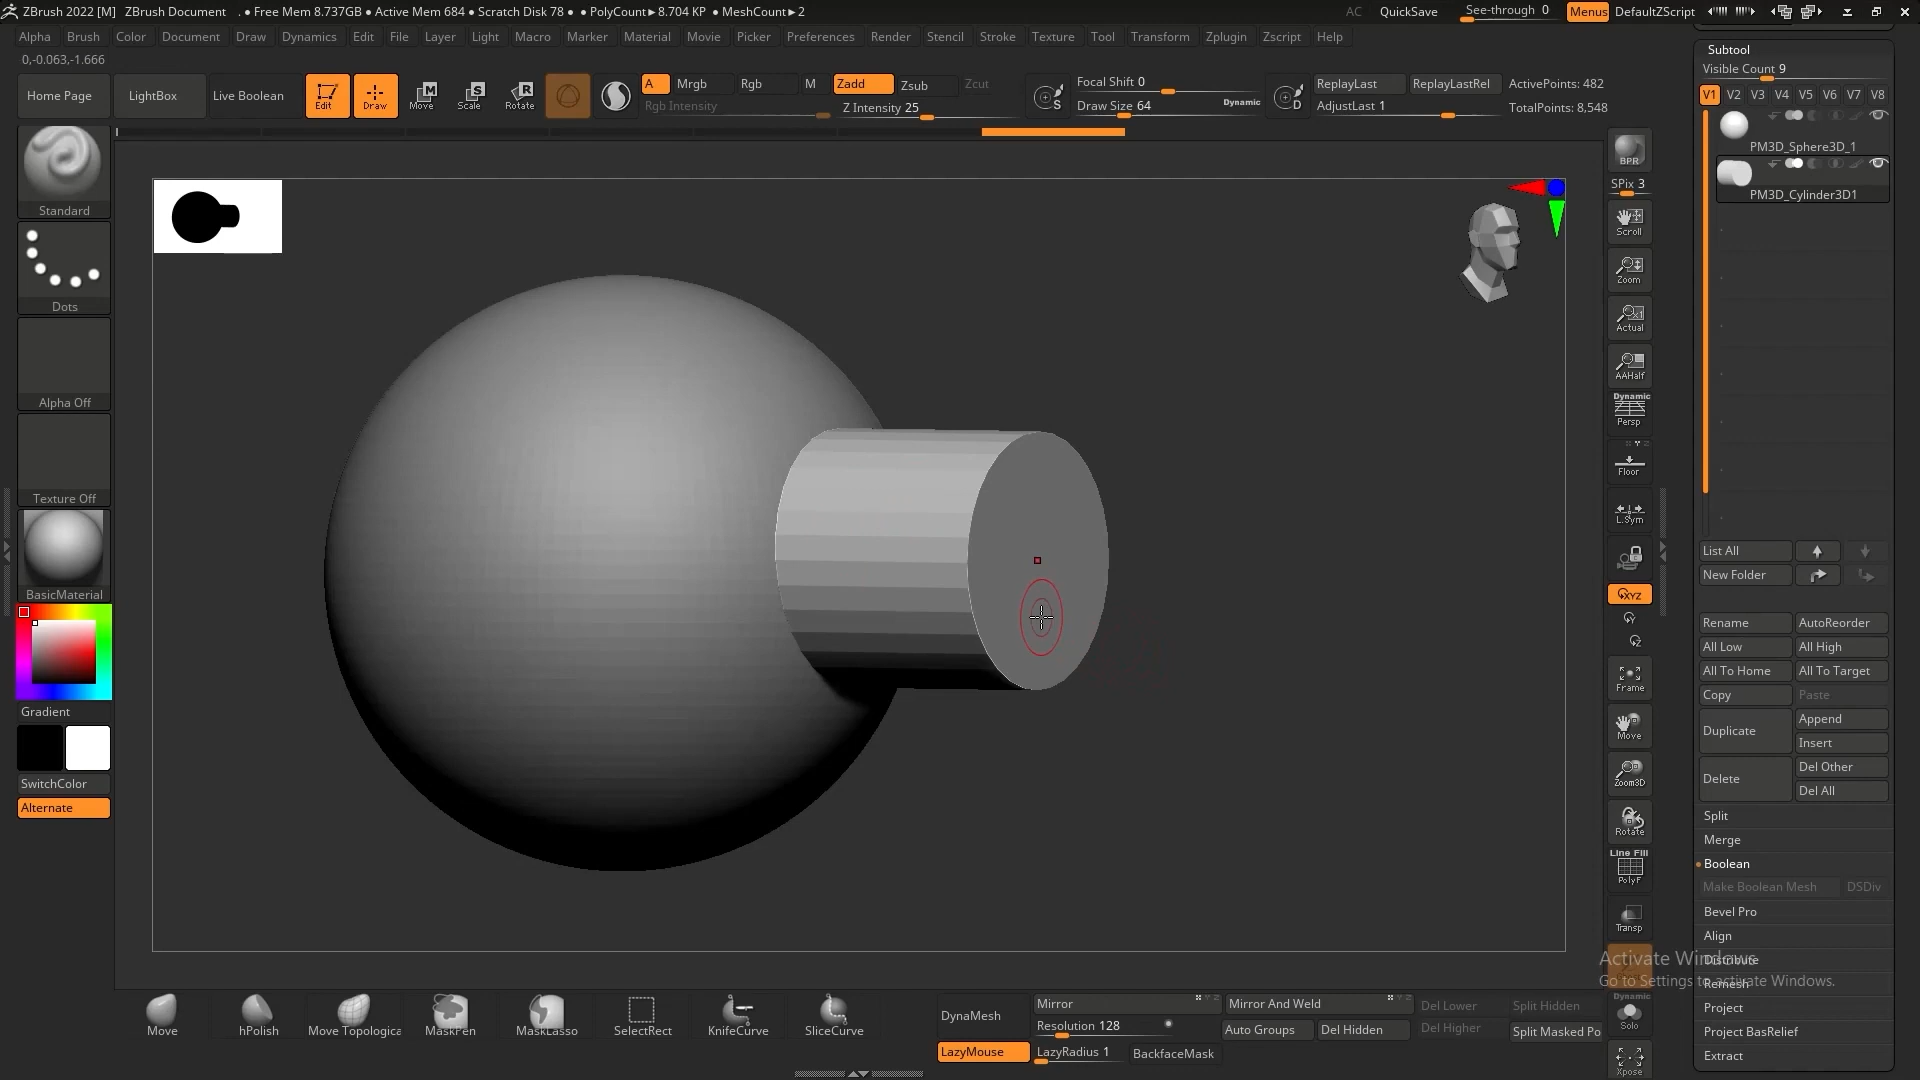 ZBrush 2022 [M] ZBrush Document . • Free Mem 8.737GB • Active Mem 684 • Scratch Disk 78 • • PolyCount► 8.704 KP • MeshCount► 2 AC QuickSave See-through 0 Menus DefaultZScript
Alpha Brush Color Document Draw Dynamics Edit File Layer Light Macro Marker Material Movie Picker Preferences Render Stencil Stroke Texture Tool Transform Zplugin Zscript Help
0,-0.063,-1.666
Home Page LightBox Live Boolean Edit Draw Move Scale Rotate
A Mrgb Rgb M Zadd Zsub Zcut
Rgb Intensity Z Intensity 25
S Focal Shift 0
Draw Size 64 Dynamic
D ReplayLast ReplayLastRel ActivePoints: 482
AdjustLast 1 TotalPoints: 8,548
Standard
Dots
Alpha Off
Texture Off
BasicMaterial
Gradient
SwitchColor
Alternate
BPR
SPix 3
Scroll
Zoom
Actual
AAHalf
Dynamic
Persp
Floor
L.Sym
XYZ
Y
Z
Frame
Move
Zoom3D
Rotate
Line Fill
PolyF
Transp
Dynamic
Solo
Xpose
Subtool
Visible Count 9
V1 V2 V3 V4 V5 V6 V7 V8
PM3D_Sphere3D_1
PM3D_Cylinder3D1
List All
New Folder
Rename AutoReorder
All Low All High
All To Home All To Target
Copy Paste
Duplicate Append
Insert
Delete Del Other
Del All
Split
Merge
Boolean
Make Boolean Mesh DSDiv
Bevel Pro
Align
Distribute
Remesh
Project
Project BasRelief
Extract
Activate Windows
Go to Settings to activate Windows.
Move hPolish Move Topologica MaskPen MaskLasso SelectRect KnifeCurve SliceCurve
DynaMesh Mirror Mirror And Weld Del Lower Split Hidden
Resolution 128 Auto Groups Del Hidden Del Higher Split Masked Po
LazyMouse LazyRadius 1 BackfaceMask